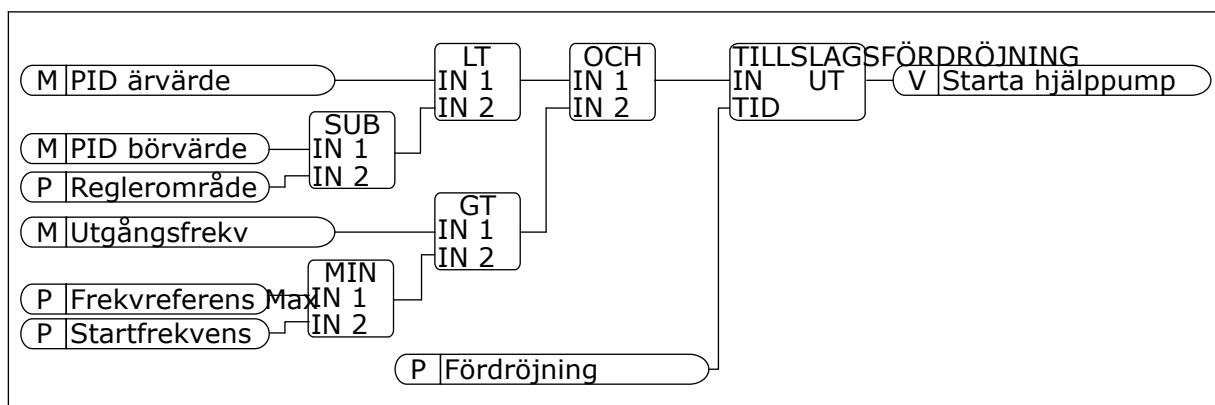 LT
OCH
TILLSLAGSFÖRDRÖJNING
M PID ärvärde
IN 1
IN 2
IN 1
IN 2
IN UT
TID
V Starta hjälppump
SUB
M PID börvärde
IN 1
P Reglerområde
IN 2
GT
M Utgångsfrekv
IN 1
IN 2
MIN
P Frekvreferens Max
IN 1
P Startfrekvens
IN 2
P Fördröjning